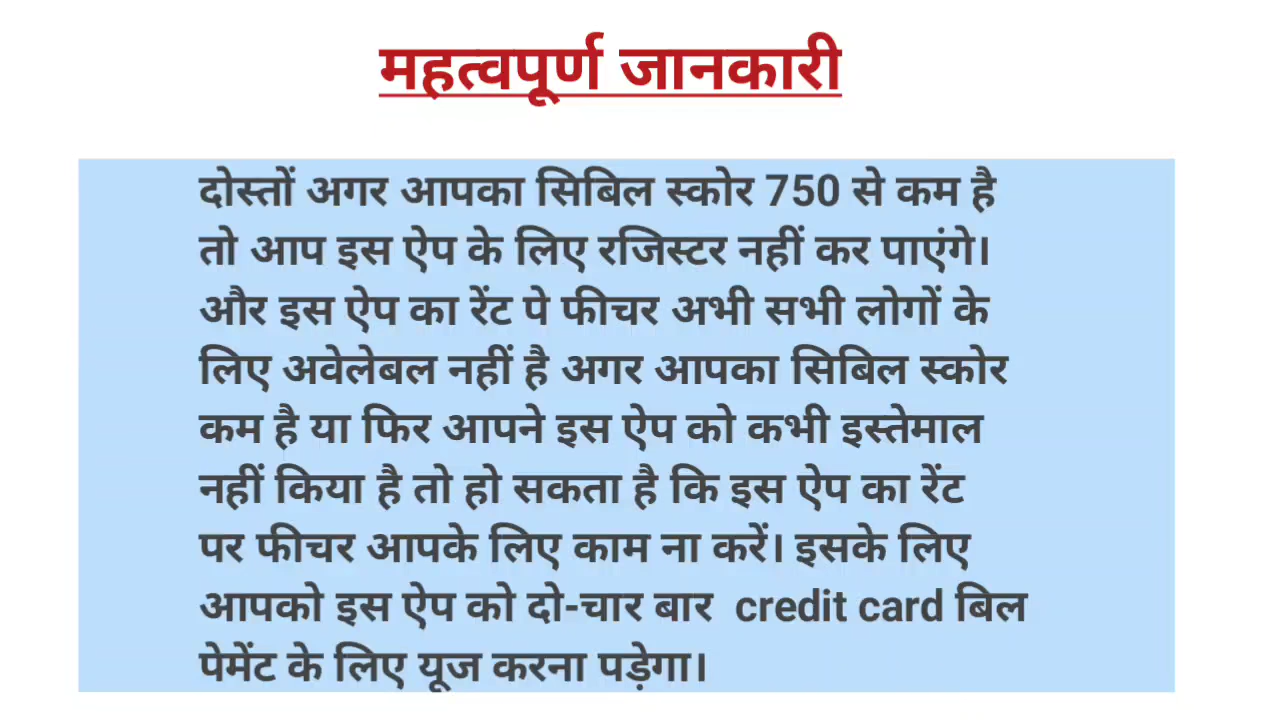 महत्वपूर्ण जानकारी
दोस्तों अगर आपका सिबिल स्कोर 750 से कम है
तो आप इस ऐप के लिए रजिस्टर नहीं कर पाएंगे।
और इस ऐप का रेंट पे फीचर अभी सभी लोगों के
लिए अवेलेबल नहीं है अगर आपका सिबिल स्कोर
कम है या फिर आपने इस ऐप को कभी इस्तेमाल
नहीं किया है तो हो सकता है कि इस ऐप का रेंट
पर फीचर आपके लिए काम ना करें। इसके लिए
आपको इस ऐप को दो-चार बार credit card बिल
पेमेंट के लिए यूज करना पड़ेगा।